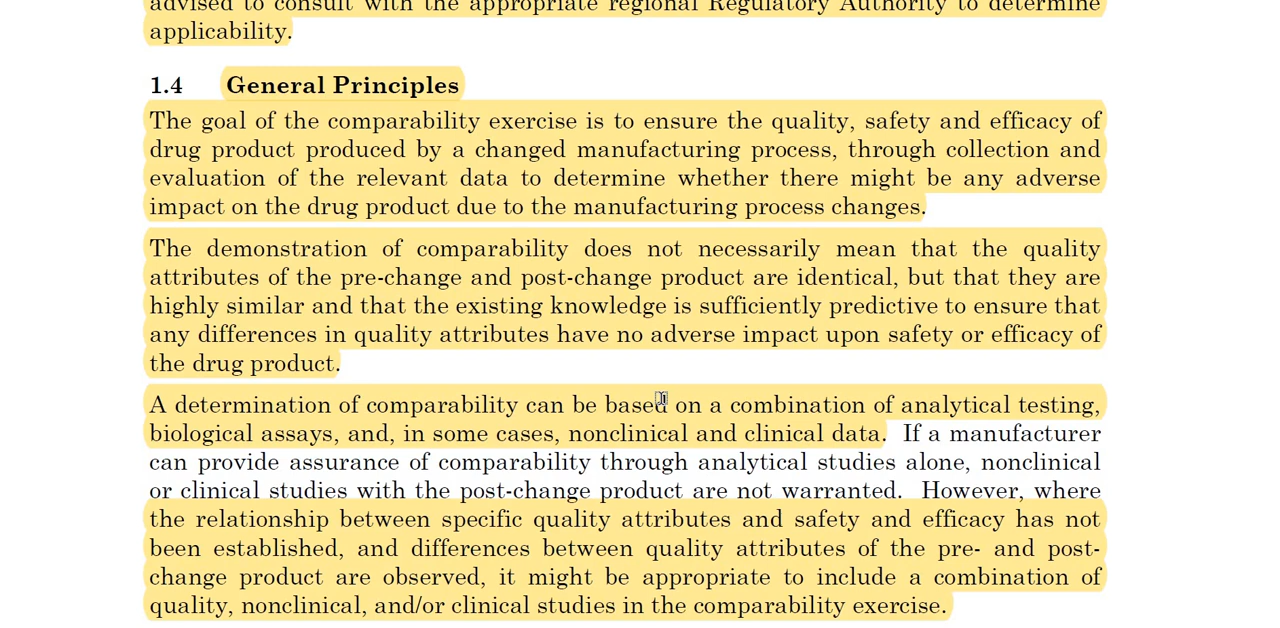 advised to consult with the appropriate regional Regulatory Authority to determine
applicability.
1.4 General Principles
The goal of the comparability exercise is to ensure the quality, safety and efficacy of
drug product produced by a changed manufacturing process, through collection and
evaluation of the relevant data to determine whether there might be any adverse
impact on the drug product due to the manufacturing process changes.
The demonstration of comparability does not necessarily mean that the quality
attributes of the pre-change and post-change product are identical, but that they are
highly similar and that the existing knowledge is sufficiently predictive to ensure that
any differences in quality attributes have no adverse impact upon safety or efficacy of
the drug product.
A determination of comparability can be based on a combination of analytical testing,
biological assays, and, in some cases, nonclinical and clinical data. If a manufacturer
can provide assurance of comparability through analytical studies alone, nonclinical
or clinical studies with the post-change product are not warranted. However, where
the relationship between specific quality attributes and safety and efficacy has not
been established, and differences between quality attributes of the pre- and post-
change product are observed, it might be appropriate to include a combination of
quality, nonclinical, and/or clinical studies in the comparability exercise.